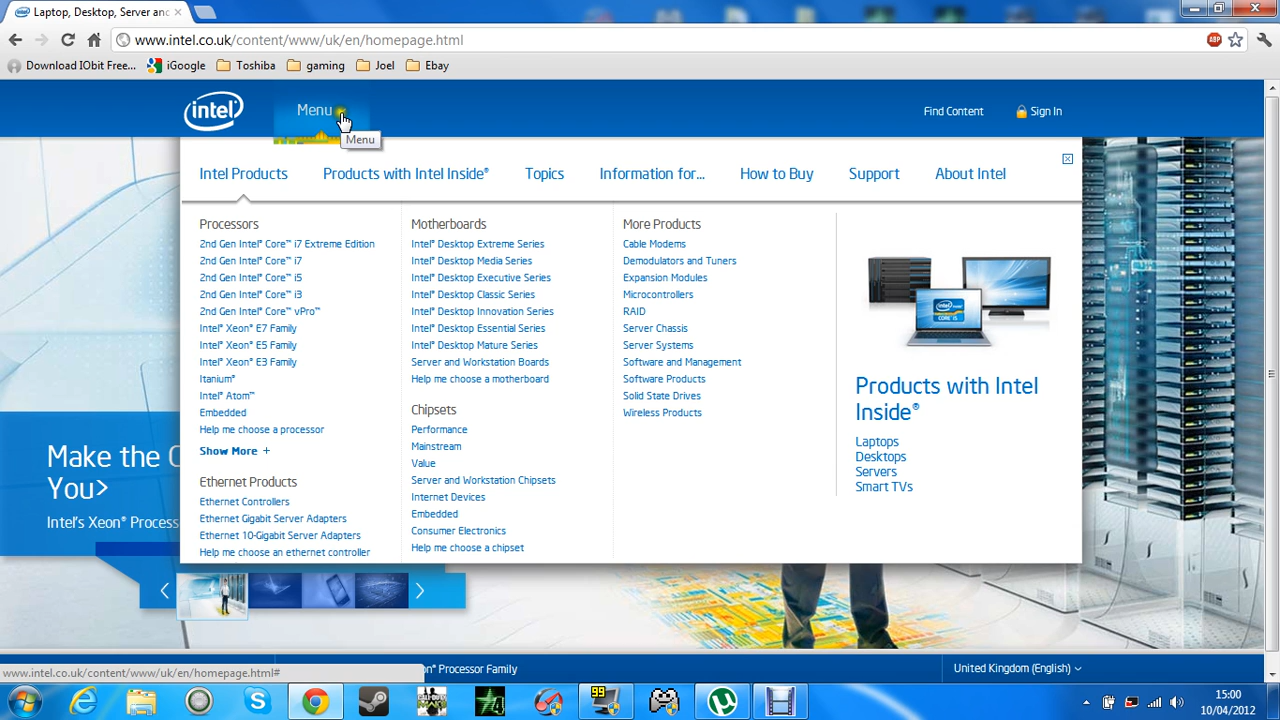 Laptop, Desktop, Server and
www.intel.co.uk/content/www/uk/en/homepage.html
ABP
Download IObit Free...
iGoogle
Toshiba
gaming
Joel
Ebay
intel
Menu
Find Content
Sign In
Menu
Intel Products
Products with Intel Inside®
Topics
Information for...
How to Buy
Support
About Intel
Processors
2nd Gen Intel® Core™ i7 Extreme Edition
2nd Gen Intel® Core™ i7
2nd Gen Intel® Core™ i5
2nd Gen Intel® Core™ i3
2nd Gen Intel® Core™ vPro™
Intel® Xeon® E7 Family
Intel® Xeon® E5 Family
Intel® Xeon® E3 Family
Itanium®
Intel® Atom™
Embedded
Help me choose a processor
Show More +
Ethernet Products
Ethernet Controllers
Ethernet Gigabit Server Adapters
Ethernet 10-Gigabit Server Adapters
Help me choose an ethernet controller
Motherboards
Intel® Desktop Extreme Series
Intel® Desktop Media Series
Intel® Desktop Executive Series
Intel® Desktop Classic Series
Intel® Desktop Innovation Series
Intel® Desktop Essential Series
Intel® Desktop Mature Series
Server and Workstation Boards
Help me choose a motherboard
Chipsets
Performance
Mainstream
Value
Server and Workstation Chipsets
Internet Devices
Embedded
Consumer Electronics
Help me choose a chipset
More Products
Cable Modems
Demodulators and Tuners
Expansion Modules
Microcontrollers
RAID
Server Chassis
Server Systems
Software and Management
Software Products
Solid State Drives
Wireless Products
Products with Intel
Inside®
Laptops
Desktops
Servers
Smart TVs
Make the C
You>
Intel's Xeon® Process
www.intel.co.uk/content/www/uk/en/homepage.html#
n® Processor Family
United Kingdom (English)
99
15:00
10/04/2012